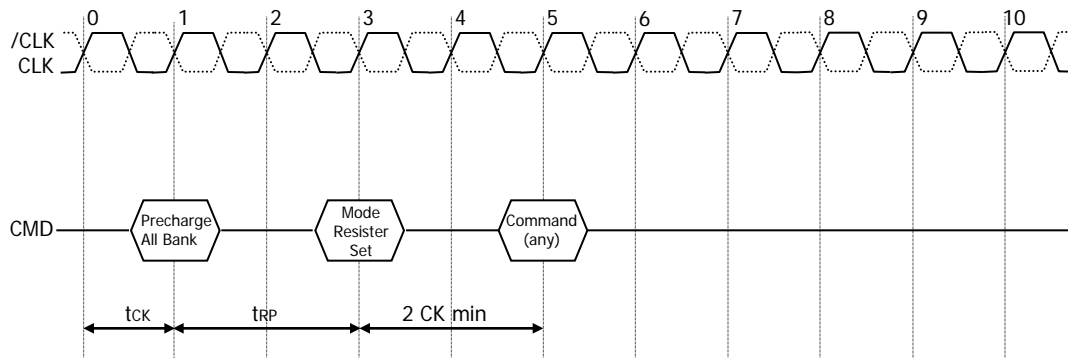 0 1 2 3 4 5 6 7 8 9 10
/CLK
CLK
CMD
Precharge
All Bank
Mode
Resister
Set
Command
(any)
tCK tRP 2 CK min